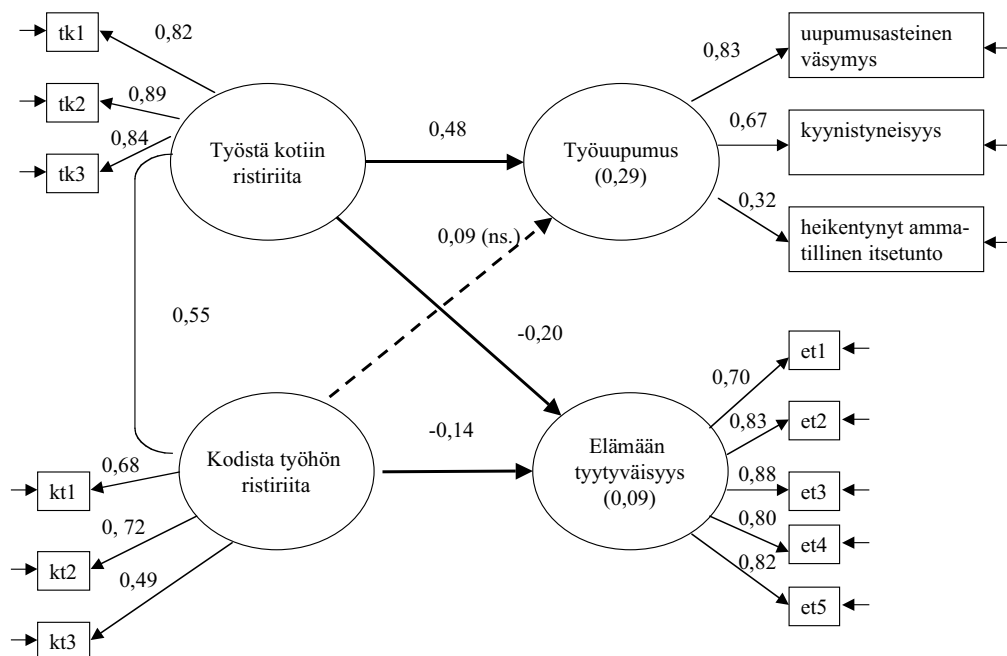 tk1
0,82
tk2
0,89
tk3
0,84
Työstä kotiin
ristiriita
0,48
Työuupumus
(0,29)
0,83
uupumusasteinen
väsymys
0,67
kyynistyneisyys
0,32
heikentynyt amma-
tillinen itsetunto
0,09 (ns.)
0,55
-0,20
-0,14
Kodista työhön
ristiriita
0,68
kt1
0, 72
kt2
0,49
kt3
Elämään
tyytyväisyys
(0,09)
0,70
et1
0,83
et2
0,88
et3
0,80
et4
0,82
et5